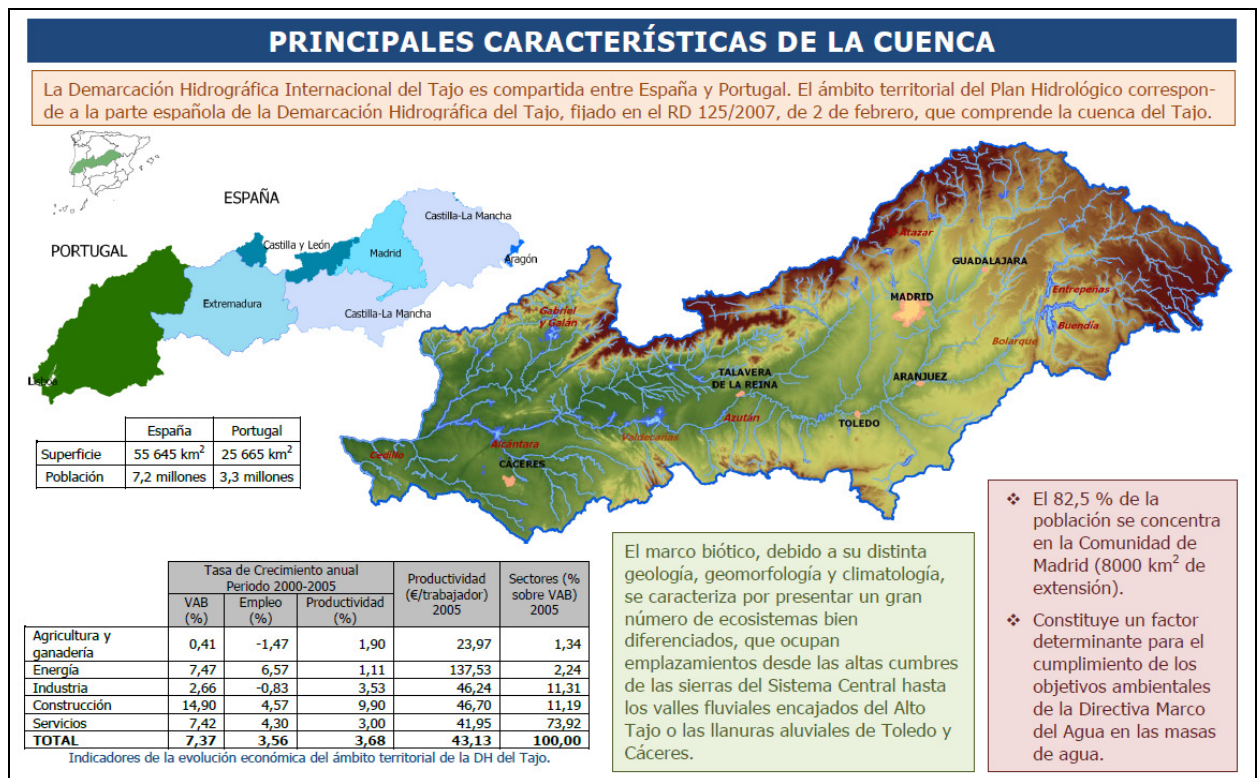 PRINCIPALES CARACTERÍSTICAS DE LA CUENCA
La Demarcación Hidrográfica Internacional del Tajo es compartida entre España y Portugal. El ámbito territorial del Plan Hidrológico correspon-
de a la parte española de la Demarcación Hidrográfica del Tajo, fijado en el RD 125/2007, de 2 de febrero, que comprende la cuenca del Tajo.
ESPAÑA
PORTUGAL
Castilla-La Mancha
Castilla y León
Madrid
Aragón
Extremadura
Castilla-La Mancha
Lisboa
Atazar
GUADALAJARA
MADRID
Entrepeñas
Buendía
Bolarque
Gabriel
y Galán
TALAVERA
DE LA REINA
ARANJUEZ
Azután
TOLEDO
Valdecañas
Alcántara
Cedillo
CÁCERES
España Portugal
Superficie 55 645 km² 25 665 km²
Población 7,2 millones 3,3 millones
Tasa de Crecimiento anual
Periodo 2000-2005
Productividad
(€/trabajador)
2005
Sectores (%
sobre VAB)
2005
VAB
(%)
Empleo
(%)
Productividad
(%)
Agricultura y
ganadería 0,41 -1,47 1,90 23,97 1,34
Energía 7,47 6,57 1,11 137,53 2,24
Industria 2,66 -0,83 3,53 46,24 11,31
Construcción 14,90 4,57 9,90 46,70 11,19
Servicios 7,42 4,30 3,00 41,95 73,92
TOTAL 7,37 3,56 3,68 43,13 100,00
Indicadores de la evolución económica del ámbito territorial de la DH del Tajo.
El marco biótico, debido a su distinta
geología, geomorfología y climatología,
se caracteriza por presentar un gran
número de ecosistemas bien
diferenciados, que ocupan
emplazamientos desde las altas cumbres
de las sierras del Sistema Central hasta
los valles fluviales encajados del Alto
Tajo o las llanuras aluviales de Toledo y
Cáceres.
❖ El 82,5 % de la
población se concentra
en la Comunidad de
Madrid (8000 km² de
extensión).
❖ Constituye un factor
determinante para el
cumplimiento de los
objetivos ambientales
de la Directiva Marco
del Agua en las masas
de agua.